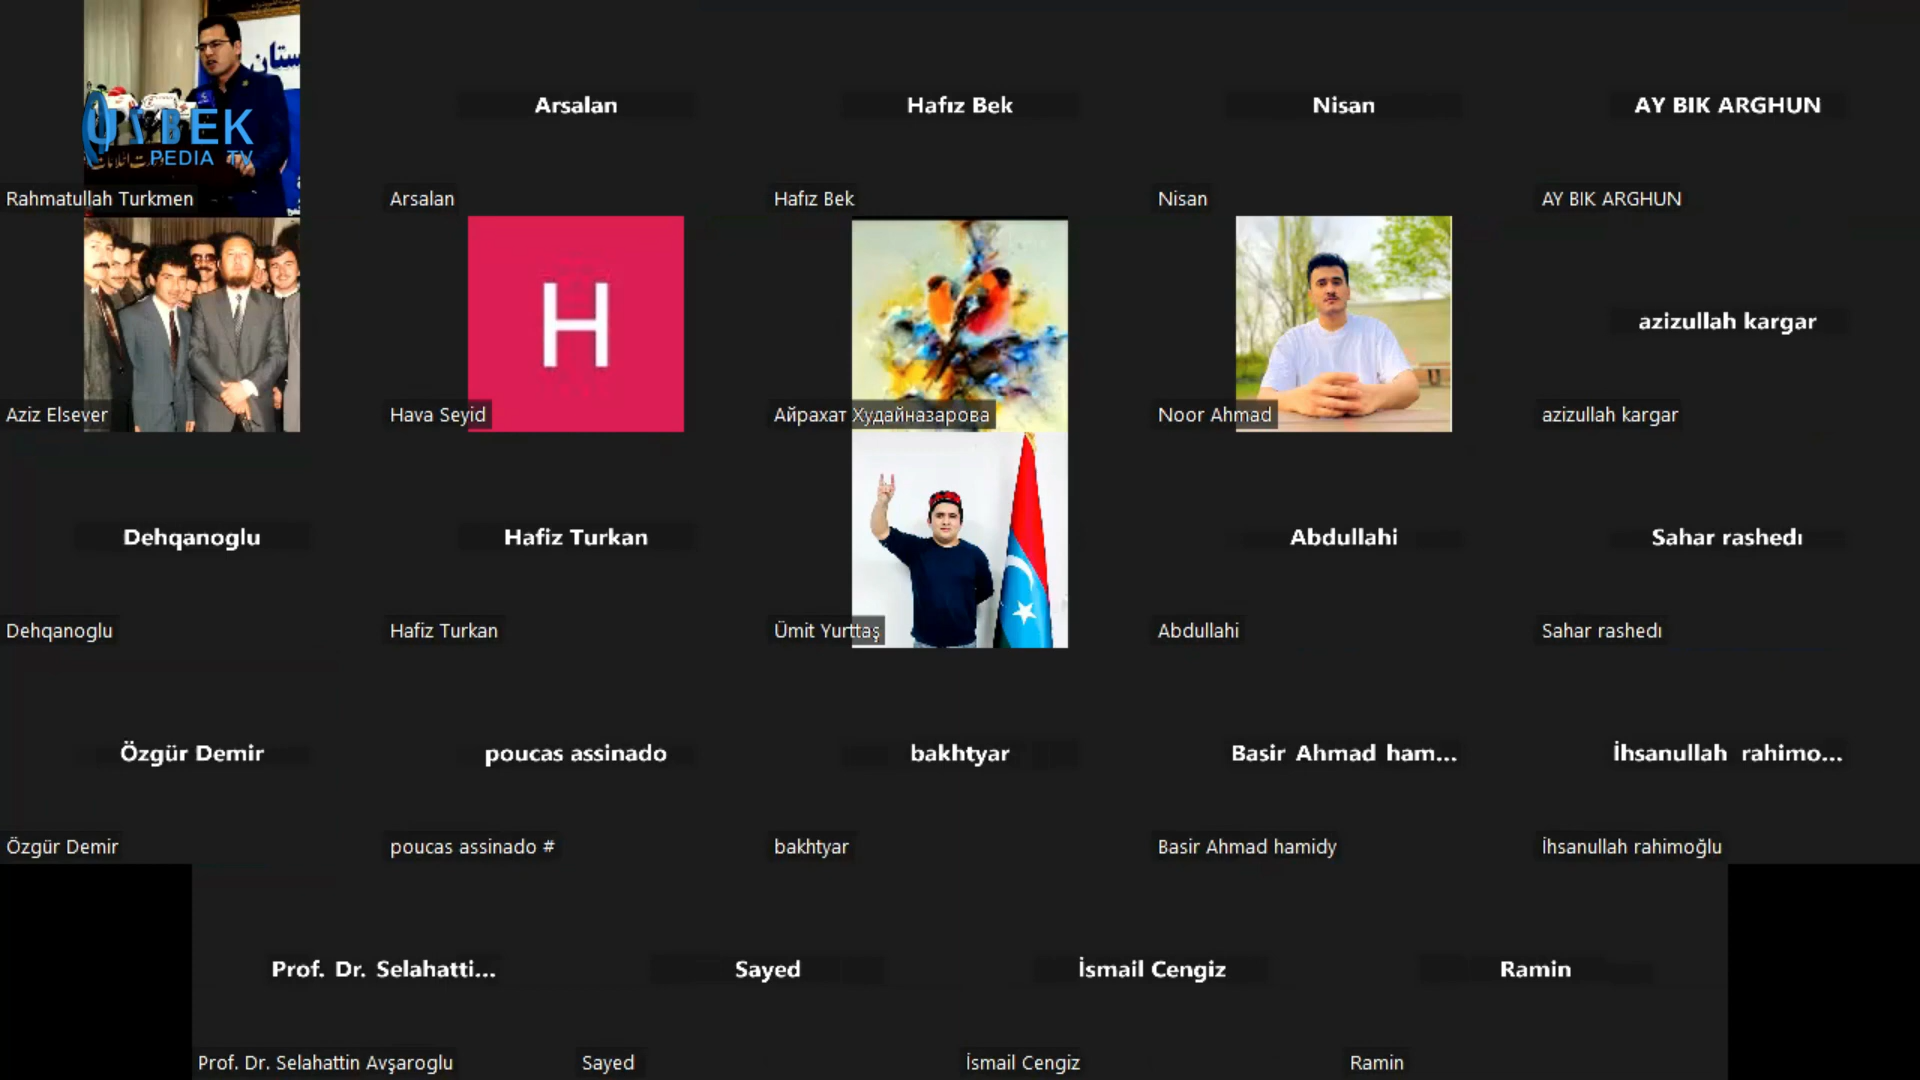 ستان
UZBEK
PEDIA TV
Rahmatullah Turkmen
Arsalan
Arsalan
Hafız Bek
Hafız Bek
Nisan
Nisan
AY BIK ARGHUN
AY BIK ARGHUN
Aziz Elsever
H
Hava Seyid
Айрахат Худайназарова
Noor Ahmad
azizullah kargar
azizullah kargar
Dehqanoglu
Dehqanoglu
Hafiz Turkan
Hafiz Turkan
Ümit Yurttaş
Abdullahi
Abdullahi
Sahar rashedı
Sahar rashedı
Özgür Demir
Özgür Demir
poucas assinado
poucas assinado #
bakhtyar
bakhtyar
Basir Ahmad ham...
Basir Ahmad hamidy
İhsanullah rahimo...
İhsanullah rahimoğlu
Prof. Dr. Selahatti...
Prof. Dr. Selahattin Avşaroglu
Sayed
Sayed
İsmail Cengiz
İsmail Cengiz
Ramin
Ramin